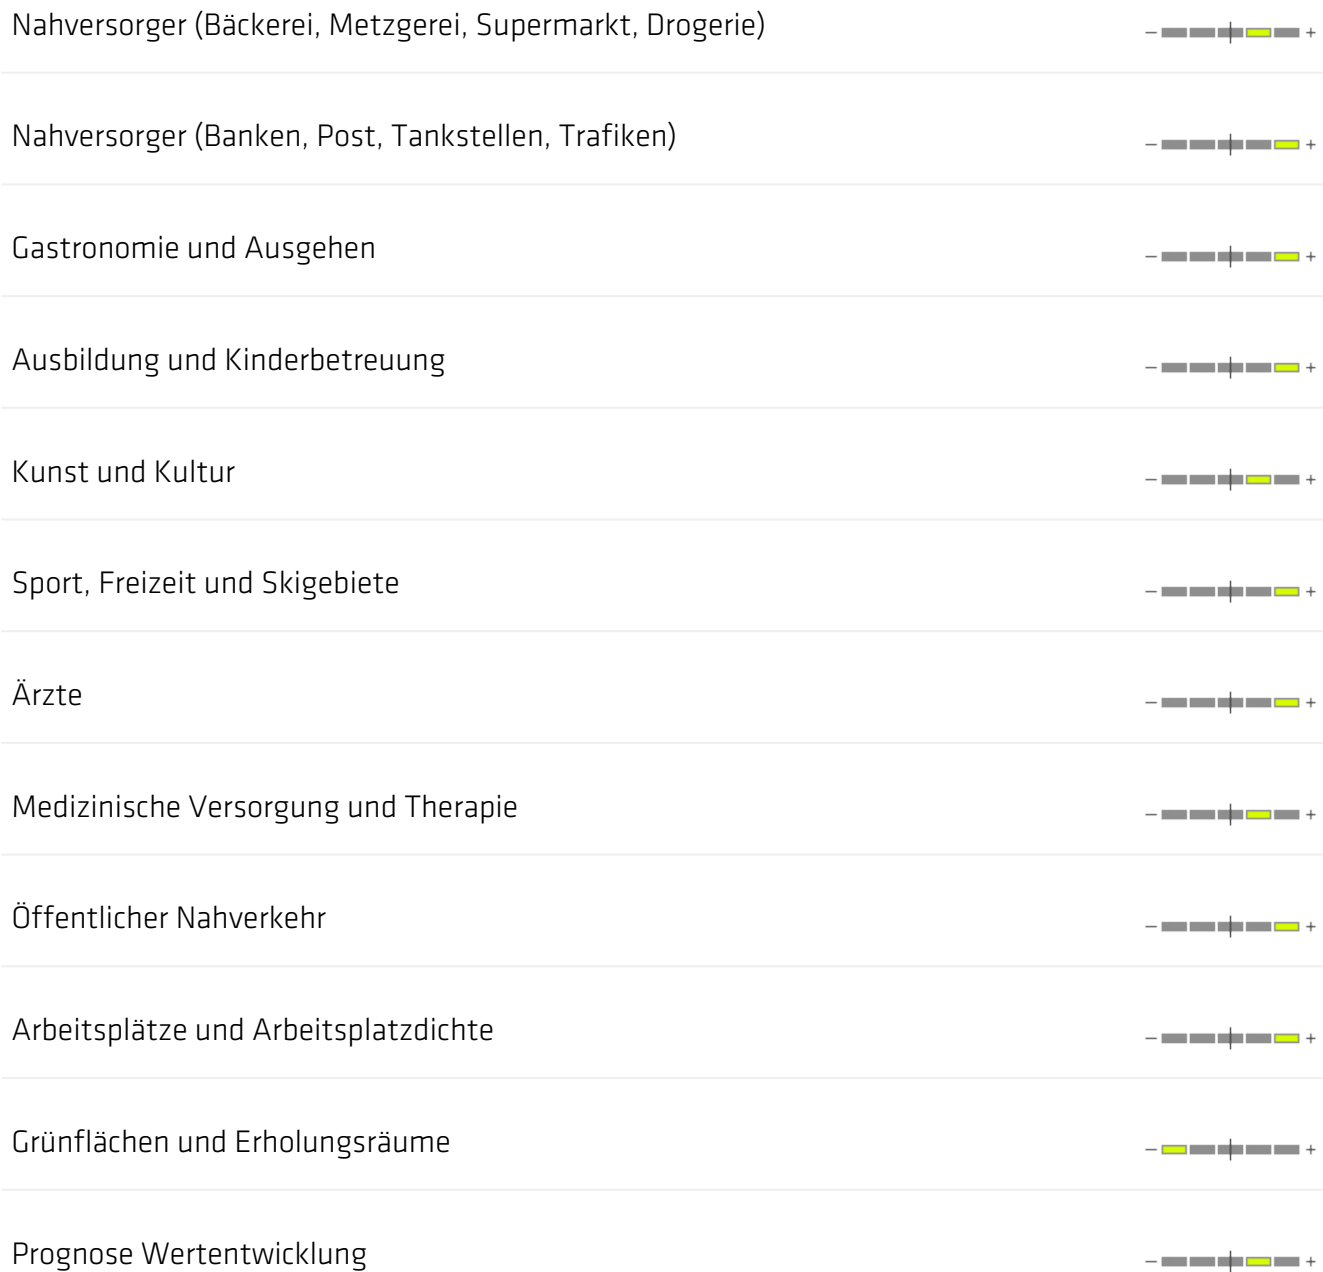 Nahversorger (Bäckerei, Metzgerei, Supermarkt, Drogerie) – +
Nahversorger (Banken, Post, Tankstellen, Trafiken) – +
Gastronomie und Ausgehen – +
Ausbildung und Kinderbetreuung – +
Kunst und Kultur – +
Sport, Freizeit und Skigebiete – +
Ärzte – +
Medizinische Versorgung und Therapie – +
Öffentlicher Nahverkehr – +
Arbeitsplätze und Arbeitsplatzdichte – +
Grünflächen und Erholungsräume – +
Prognose Wertentwicklung – +